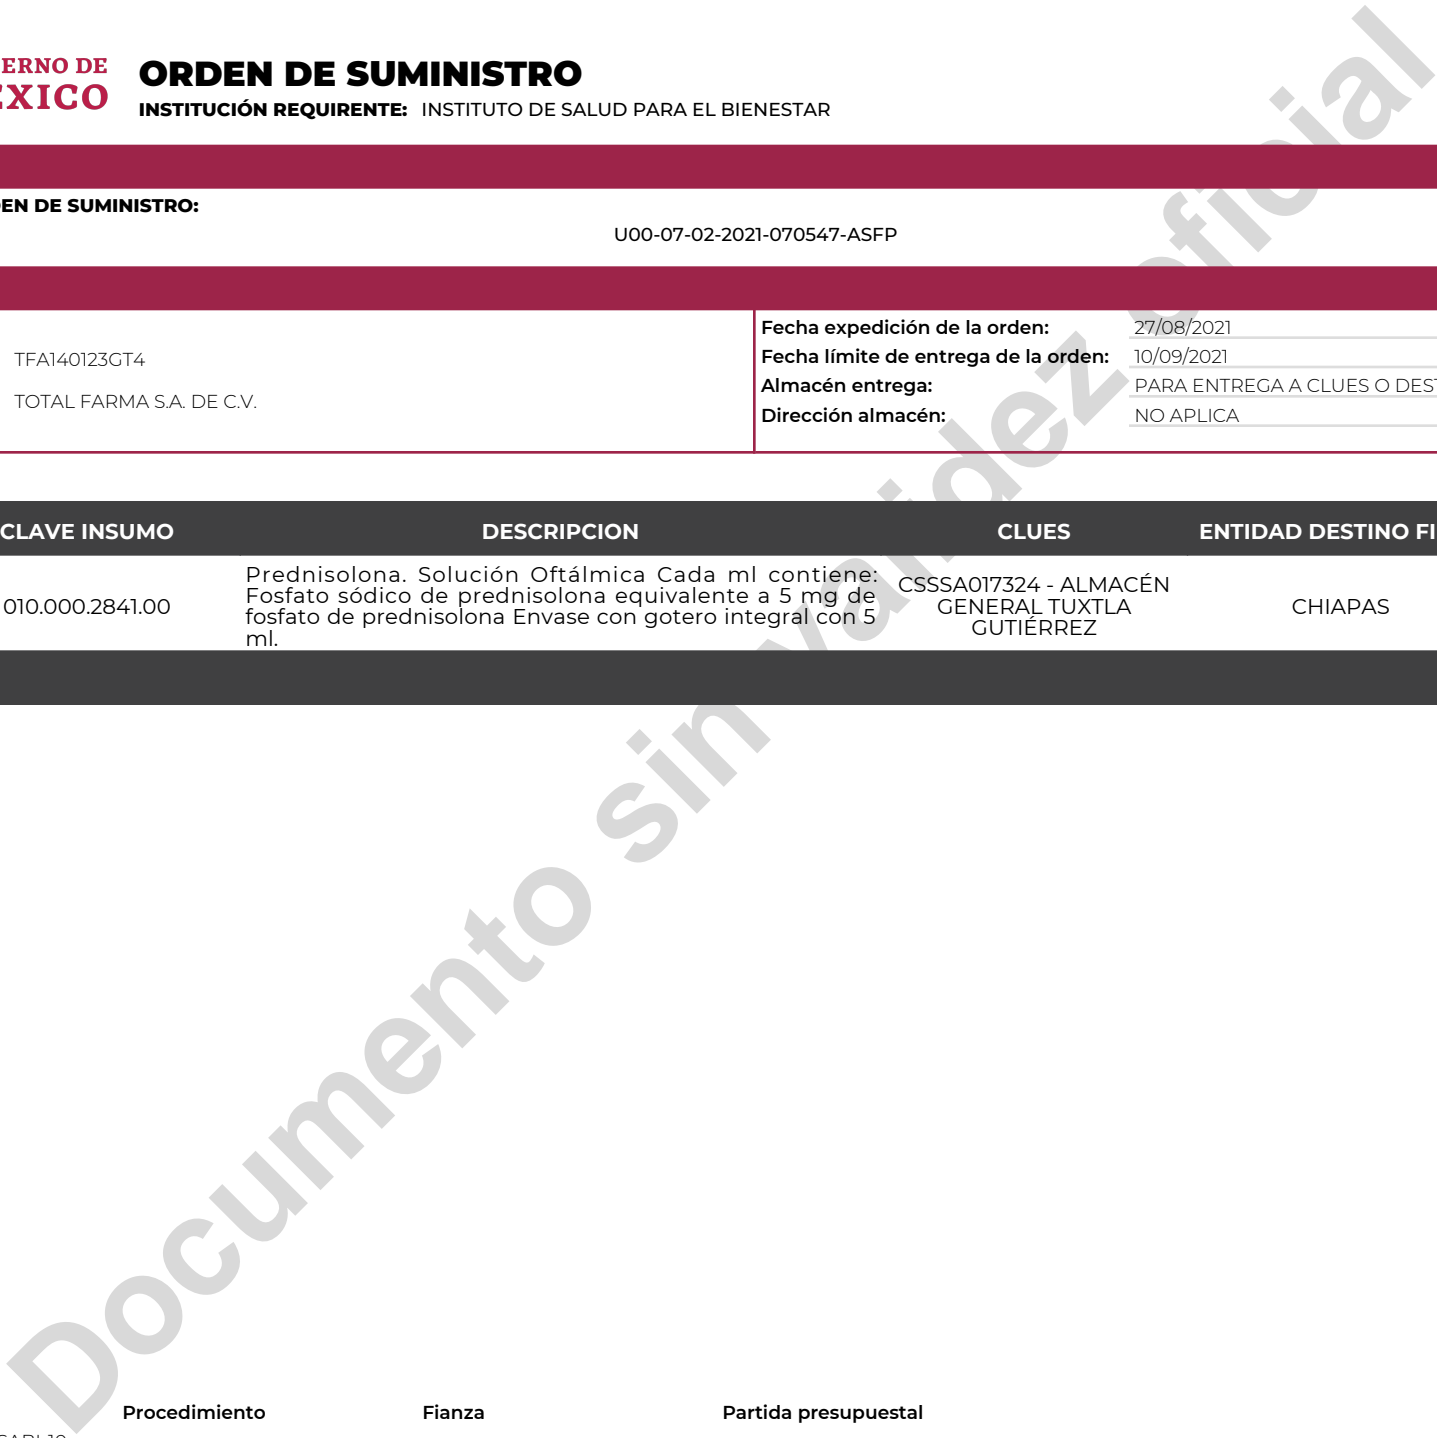 ERNO DE
ÉXICO
ORDEN DE SUMINISTRO
INSTITUCIÓN REQUIRENTE: INSTITUTO DE SALUD PARA EL BIENESTAR
EN DE SUMINISTRO:
U00-07-02-2021-070547-ASFP
TFA140123GT4
TOTAL FARMA S.A. DE C.V.
Fecha expedición de la orden: 27/08/2021
Fecha límite de entrega de la orden: 10/09/2021
Almacén entrega: PARA ENTREGA A CLUES O DEST
Dirección almacén: NO APLICA
CLAVE INSUMO DESCRIPCION CLUES ENTIDAD DESTINO FI
010.000.2841.00
Prednisolona. Solución Oftálmica Cada ml contiene:
Fosfato sódico de prednisolona equivalente a 5 mg de
fosfato de prednisolona Envase con gotero integral con 5
ml.
CSSSA017324 - ALMACÉN
GENERAL TUXTLA
GUTIÉRREZ
CHIAPAS
Documento sin validez oficial
Procedimiento Fianza Partida presupuestal